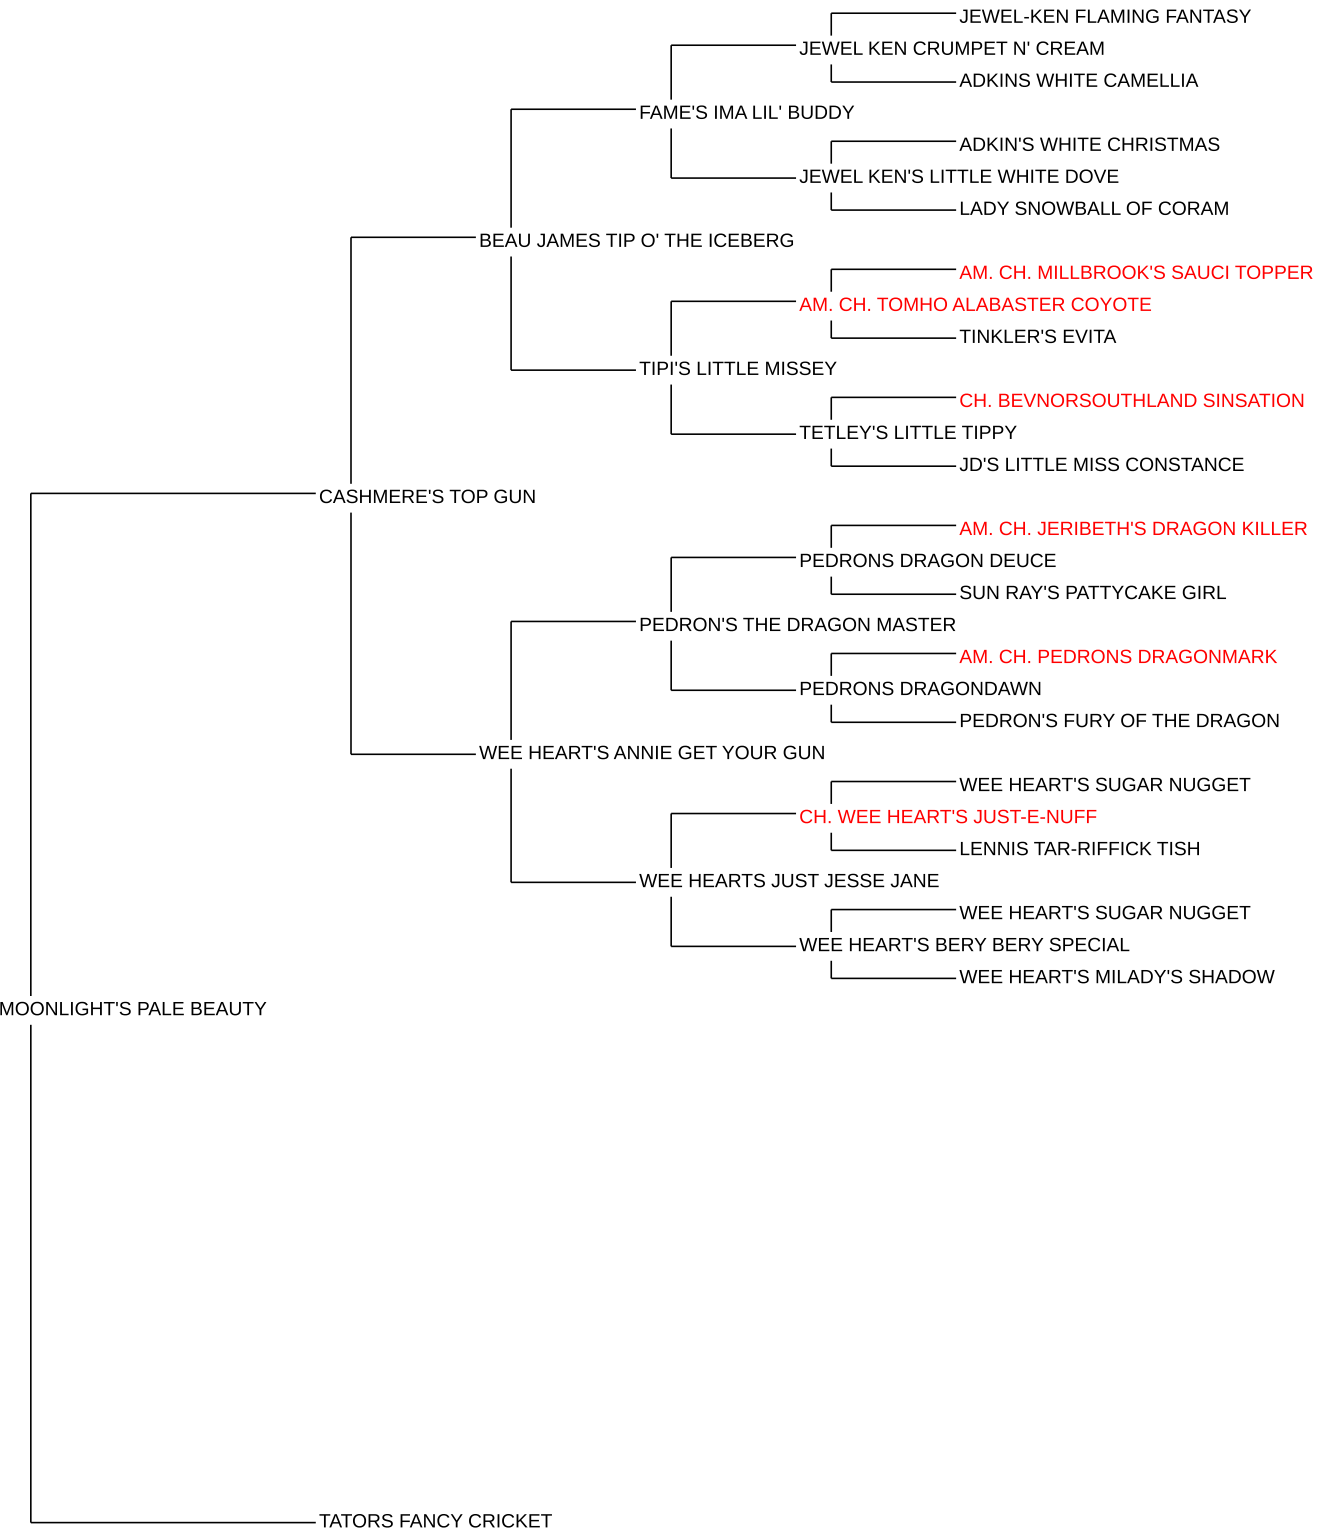 JEWEL-KEN FLAMING FANTASY
JEWEL KEN CRUMPET N' CREAM
ADKINS WHITE CAMELLIA
FAME'S IMA LIL' BUDDY
ADKIN'S WHITE CHRISTMAS
JEWEL KEN'S LITTLE WHITE DOVE
LADY SNOWBALL OF CORAM
BEAU JAMES TIP O' THE ICEBERG
AM. CH. MILLBROOK'S SAUCI TOPPER
AM. CH. TOMHO ALABASTER COYOTE
TINKLER'S EVITA
TIPI'S LITTLE MISSEY
CH. BEVNORSOUTHLAND SINSATION
TETLEY'S LITTLE TIPPY
JD'S LITTLE MISS CONSTANCE
CASHMERE'S TOP GUN
AM. CH. JERIBETH'S DRAGON KILLER
PEDRONS DRAGON DEUCE
SUN RAY'S PATTYCAKE GIRL
PEDRON'S THE DRAGON MASTER
AM. CH. PEDRONS DRAGONMARK
PEDRONS DRAGONDAWN
PEDRON'S FURY OF THE DRAGON
WEE HEART'S ANNIE GET YOUR GUN
WEE HEART'S SUGAR NUGGET
CH. WEE HEART'S JUST-E-NUFF
LENNIS TAR-RIFFICK TISH
WEE HEARTS JUST JESSE JANE
WEE HEART'S SUGAR NUGGET
WEE HEART'S BERY BERY SPECIAL
WEE HEART'S MILADY'S SHADOW
MOONLIGHT'S PALE BEAUTY
TATORS FANCY CRICKET